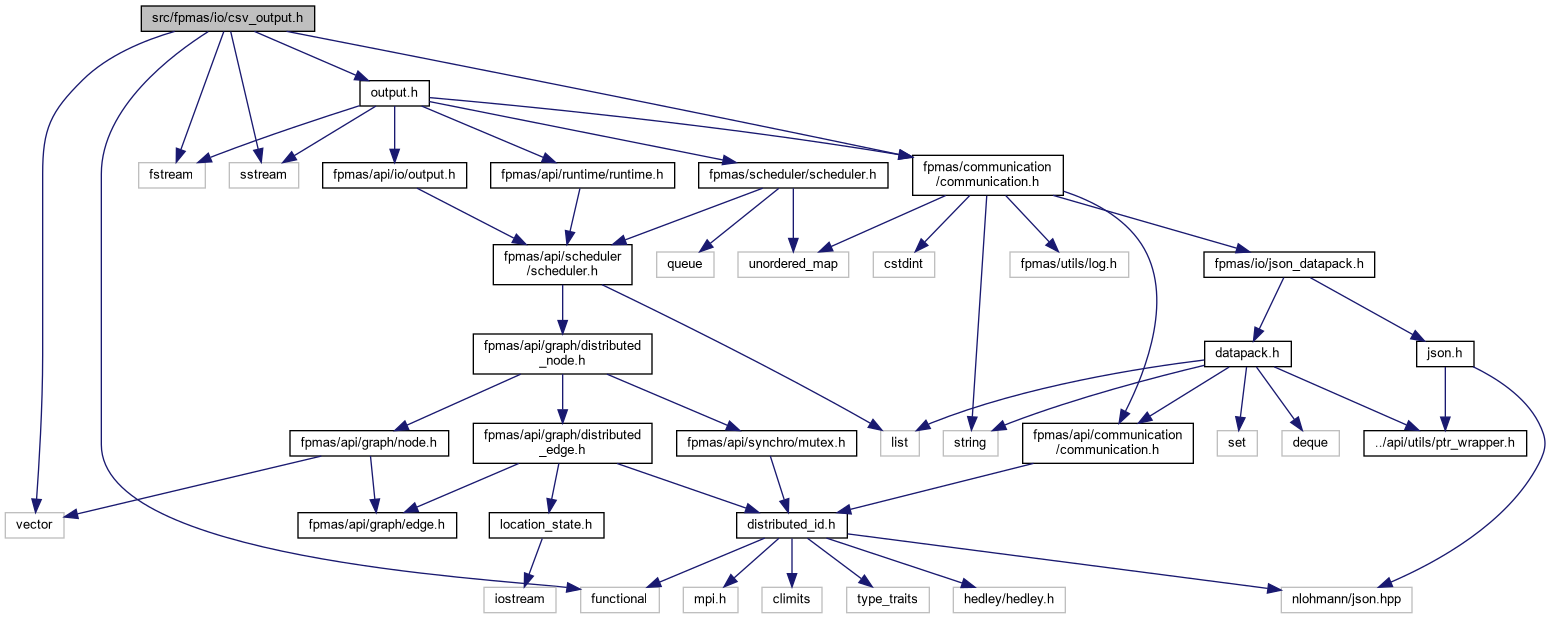 src/fpmas/io/csv_output.h
output.h
fpmas/communication
/communication.h
fstream
sstream
fpmas/api/io/output.h
fpmas/api/runtime/runtime.h
fpmas/scheduler/scheduler.h
fpmas/api/scheduler
/scheduler.h
queue
unordered_map
cstdint
fpmas/utils/log.h
fpmas/io/json_datapack.h
fpmas/api/graph/distributed
_node.h
datapack.h
json.h
fpmas/api/graph/node.h
fpmas/api/graph/distributed
_edge.h
fpmas/api/synchro/mutex.h
list
string
fpmas/api/communication
/communication.h
set
deque
../api/utils/ptr_wrapper.h
vector
fpmas/api/graph/edge.h
location_state.h
distributed_id.h
iostream
functional
mpi.h
climits
type_traits
hedley/hedley.h
nlohmann/json.hpp